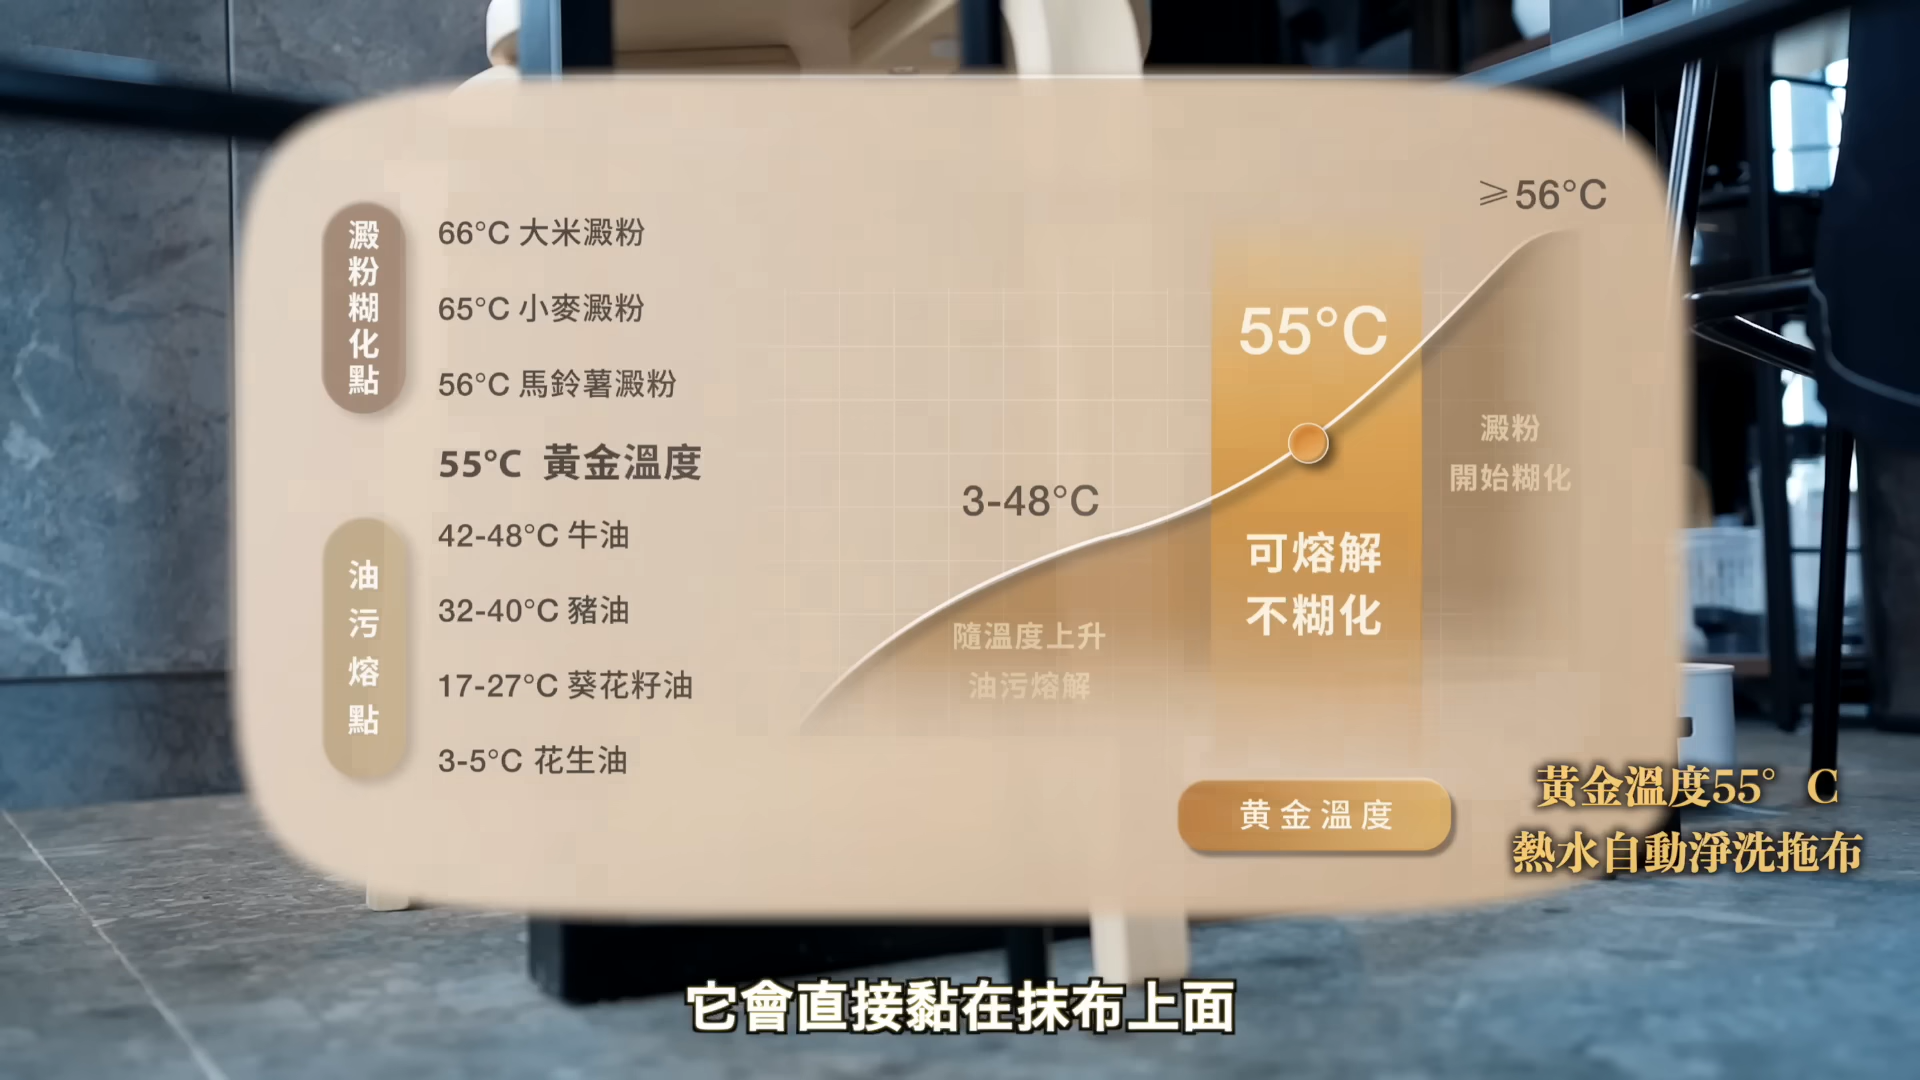 澱粉糊化點
66°C 大米澱粉
65°C 小麥澱粉
56°C 馬鈴薯澱粉
55°C 黃金溫度
油污熔點
42-48°C 牛油
32-40°C 豬油
17-27°C 葵花籽油
3-5°C 花生油
3-48°C
隨溫度上升
油污熔解
55°C
可熔解
不糊化
≥56°C
澱粉
開始糊化
黄金溫度
黃金溫度55°C
熱水自動淨洗拖布
它會直接黏在抹布上面